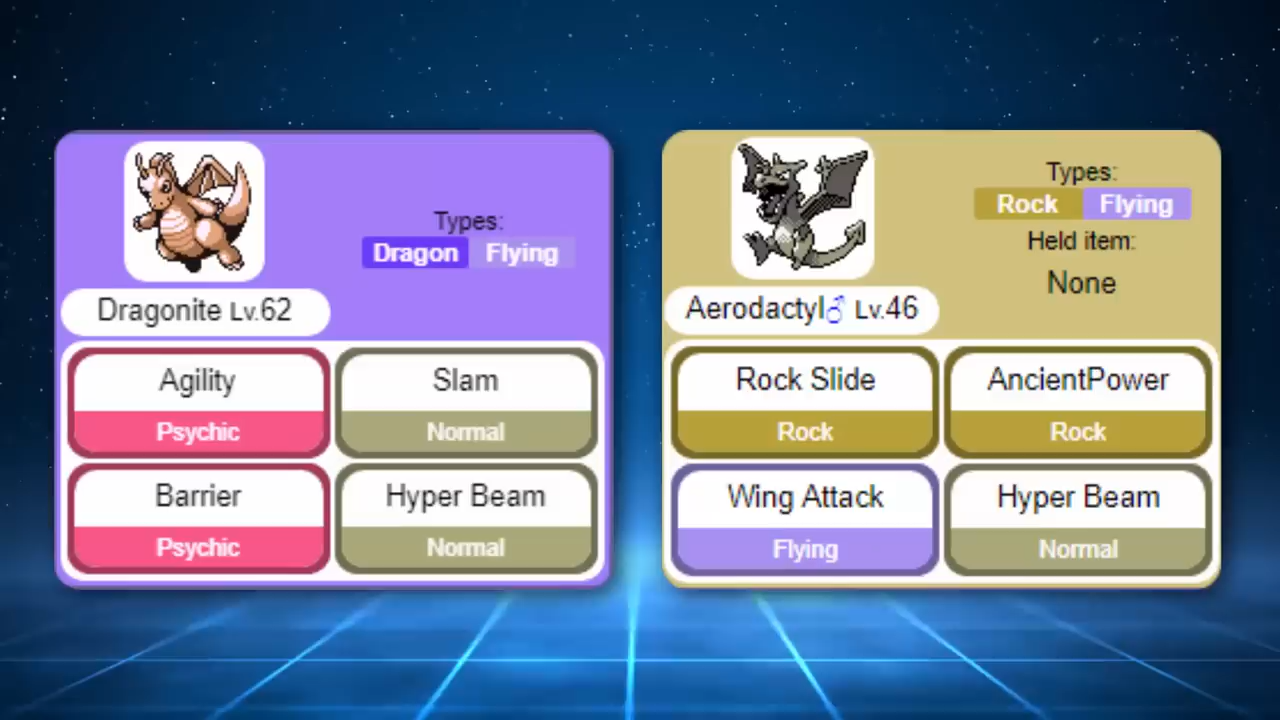 Types:
Dragon Flying
Dragonite Lv.62
Agility
Psychic
Slam
Normal
Barrier
Psychic
Hyper Beam
Normal
Types:
Rock Flying
Held item:
None
Aerodactyl♂ Lv.46
Rock Slide
Rock
AncientPower
Rock
Wing Attack
Flying
Hyper Beam
Normal